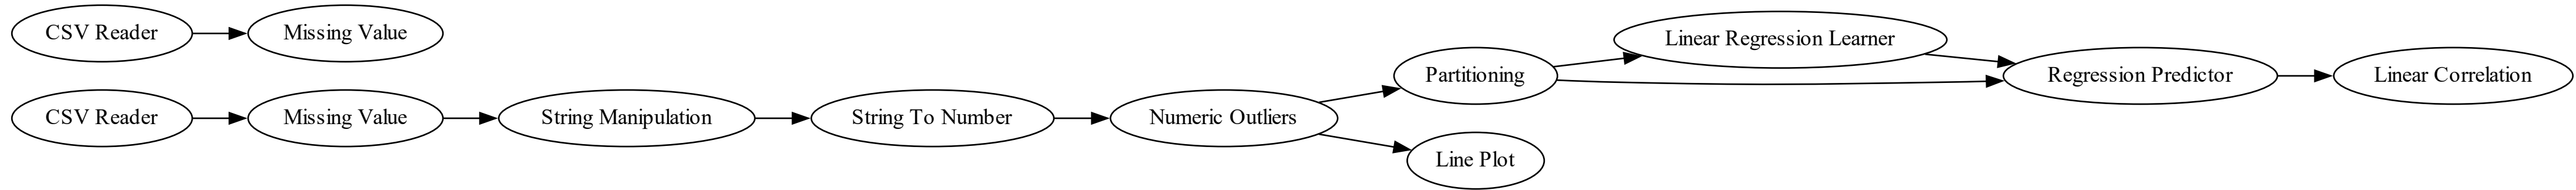 CSV Reader
Missing Value
CSV Reader
Missing Value
String Manipulation
String To Number
Numeric Outliers
Partitioning
Line Plot
Linear Regression Learner
Regression Predictor
Linear Correlation